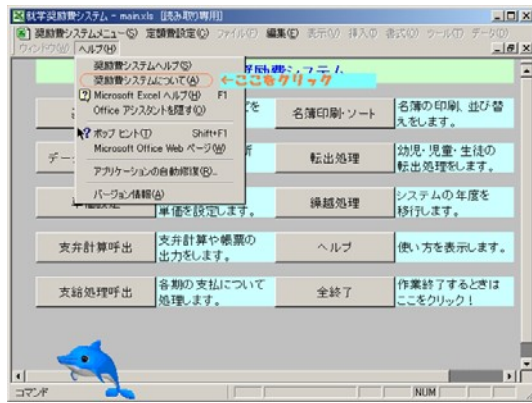 就学奨励費システム - main.xls [読み取り専用]
奨励費システムメニュー(S) 定額費設定(C) ファイル(F) 編集(E) 表示(V) 挿入(I) 書式(O) ツール(T) データ(D)
ウィンドウ(W) ヘルプ(H)
奨励費システムヘルプ(S)
奨励費システムについて(A) ←ここをクリック
Microsoft Excel ヘルプ(H) F1
Office アシスタントを隠す(O)
ポップ ヒント(T) Shift+F1
Microsoft Office Web ページ(W)
アプリケーションの自動修復(R)...
バージョン情報(A)
費システム
名簿印刷・ソート
名簿の印刷、並び替
えをします。
転出処理
幼児・児童・生徒の
転出処理をします。
単価を設定します。
繰越処理
システムの年度を
移行します。
支弁計算呼出
支弁計算や帳票の
出力をします。
ヘルプ
使い方を表示します。
支給処理呼出
各期の支払について
処理します。
全終了
作業終了するときは
ここをクリック!
コマンド
NUM